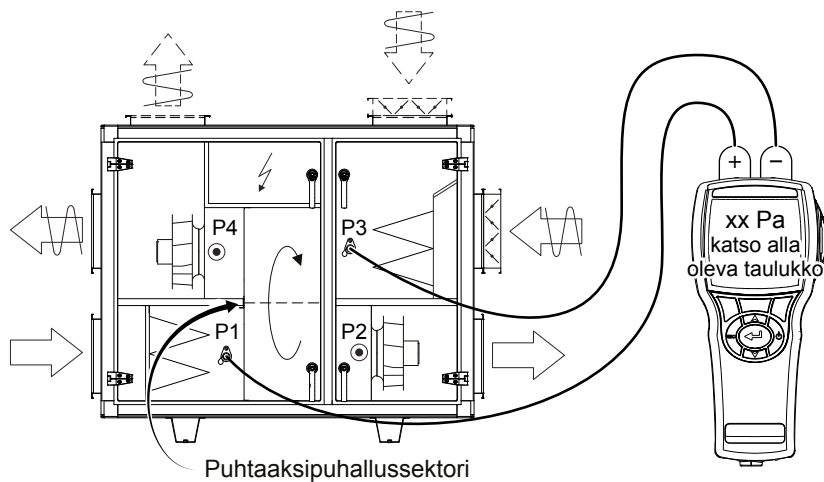 P4
P3
P1
P2
+
−
xx Pa
katso alla
oleva taulukko
Puhtaaksipuhallussektori